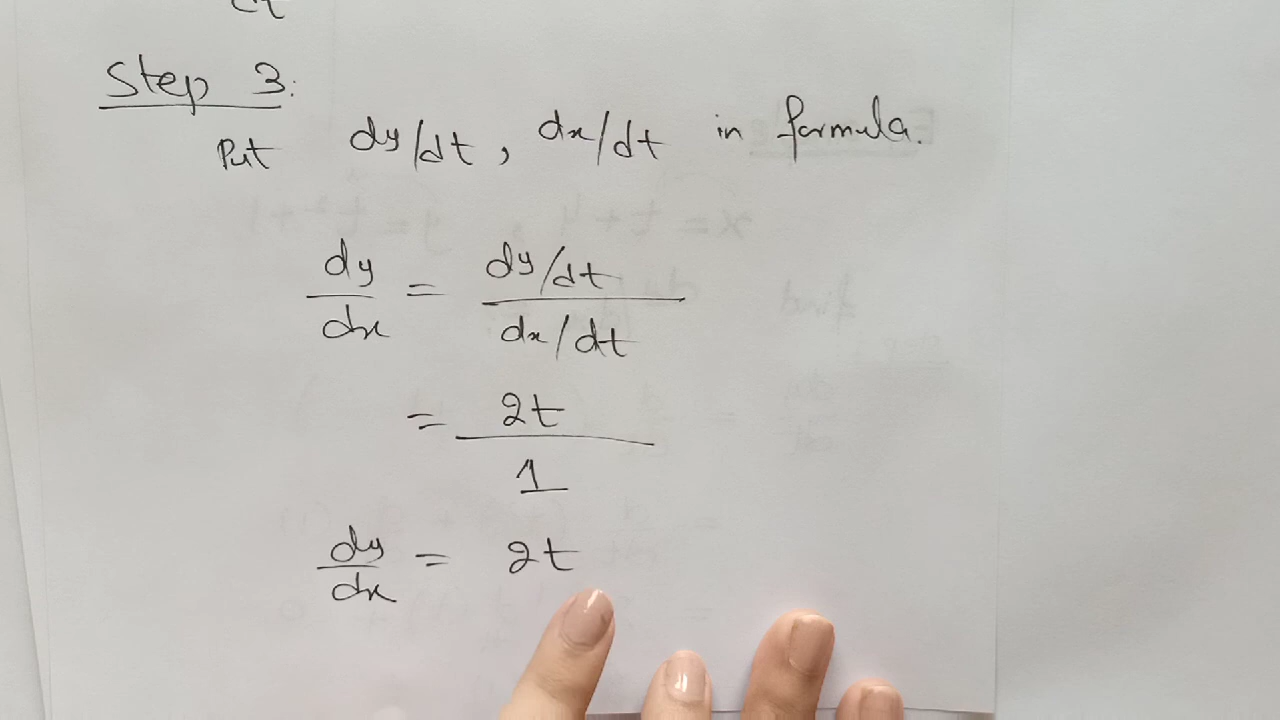 Step 3:
Put dy/dt, dx/dt in formula.
dy/dx = dy/dt / dx/dt
= 2t / 1
dy/dx = 2t